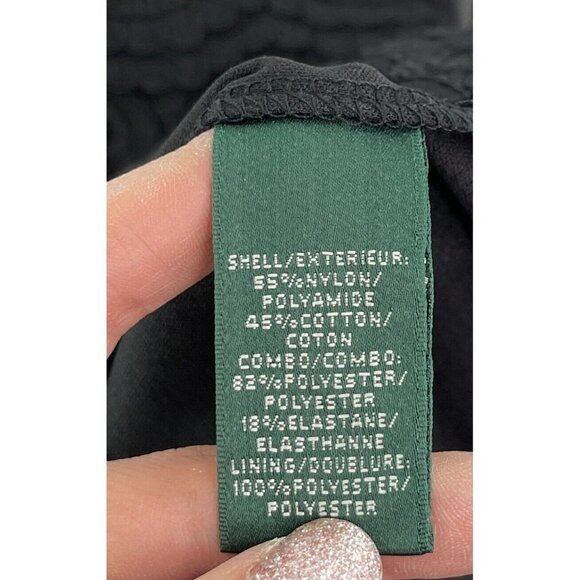 SHELL/EXTERIEUR:
55%NYLON/
POLYAMIDE
45%COTTON/
COTON
COMBO/COMBO:
82%POLYESTER/
POLYESTER
18%ELASTANE/
ELASTHANNE
LINING/DOUBLURE:
100%POLYESTER/
POLYESTER